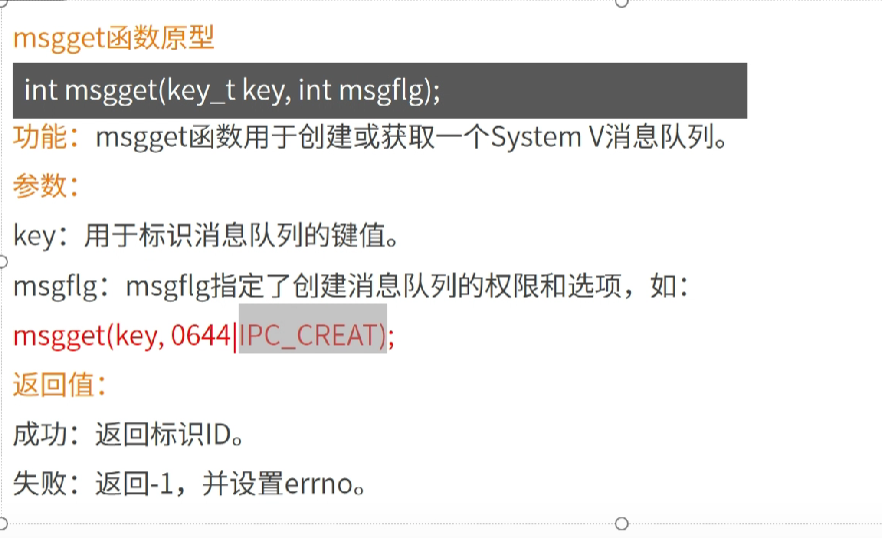 msgget函数原型
int msgget(key_t key, int msgflg);
功能：msgget函数用于创建或获取一个System V消息队列。
参数：
key：用于标识消息队列的键值。
msgflg：msgflg指定了创建消息队列的权限和选项，如：
msgget(key, 0644|IPC_CREAT);
返回值：
成功：返回标识ID。
失败：返回-1，并设置errno。